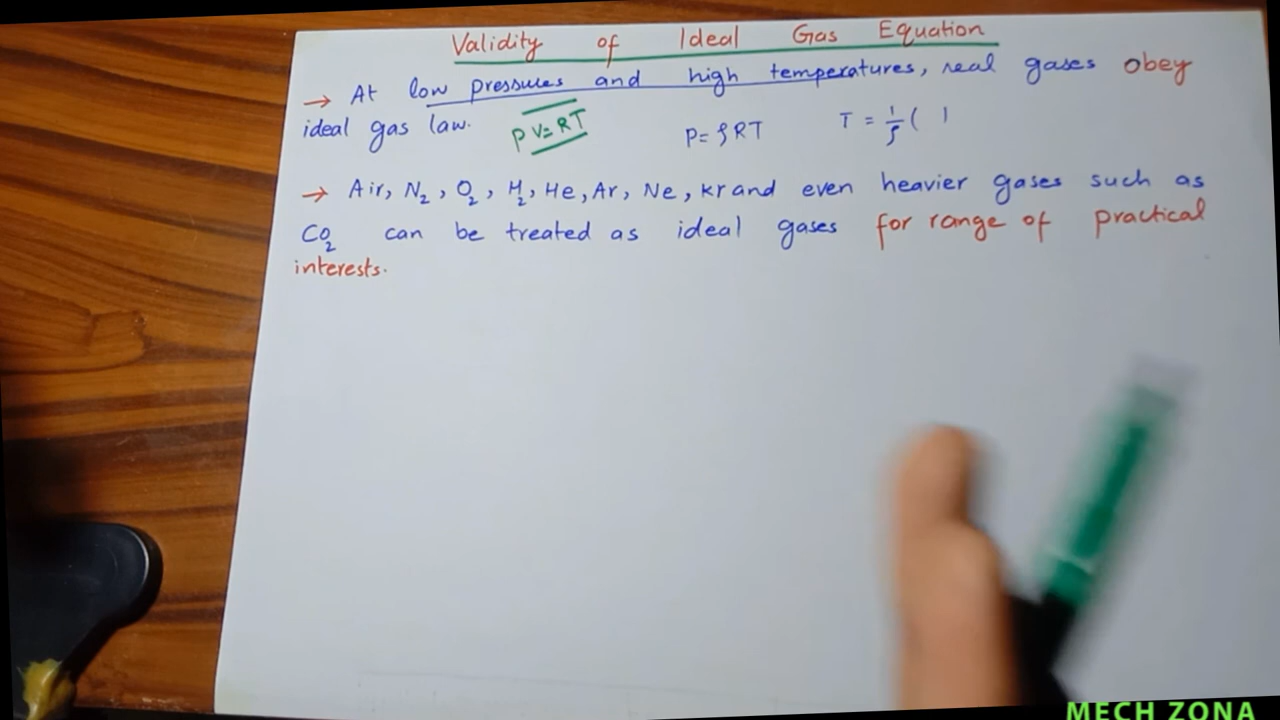 Validity of Ideal Gas Equation
→ At low pressures and high temperatures, real gases obey
ideal gas law.
PV=RT
P=ρRT
T = 1/ρ ( )
→ Air, N₂, O₂, H₂, He, Ar, Ne, Kr and even heavier gases such as
CO₂ can be treated as ideal gases for range of practical
interests.
MECH ZONA